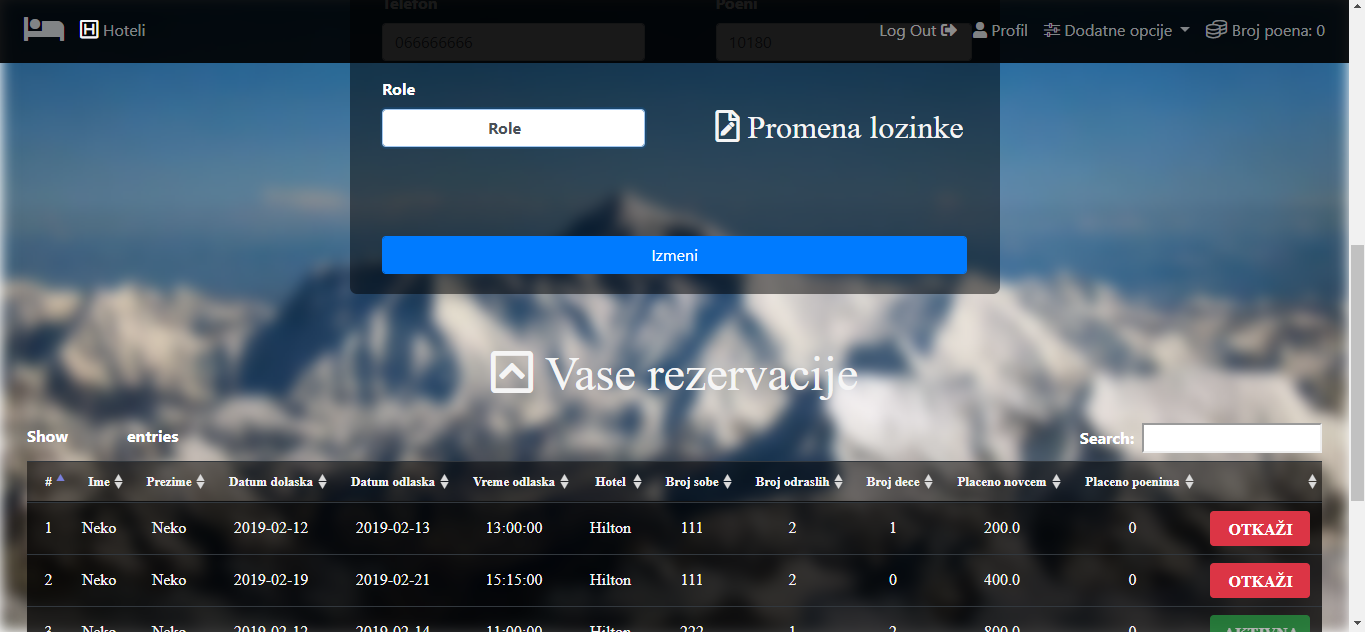 Telefon Poeni
Hoteli Log Out Profil Dodatne opcije Broj poena: 0
066666666 10180
Role
Role Promena lozinke
Izmeni
Vase rezervacije
Show entries Search:
# Ime Prezime Datum dolaska Datum odlaska Vreme odlaska Hotel Broj sobe Broj odraslih Broj dece Placeno novcem Placeno poenima
1 Neko Neko 2019-02-12 2019-02-13 13:00:00 Hilton 111 2 1 200.0 0 OTKAŽI
2 Neko Neko 2019-02-19 2019-02-21 15:15:00 Hilton 111 2 0 400.0 0 OTKAŽI
3 Neko Neko 2019-02-12 2019-02-14 11:00:00 Hilton 222 1 2 800.0 0 AKTIVNA